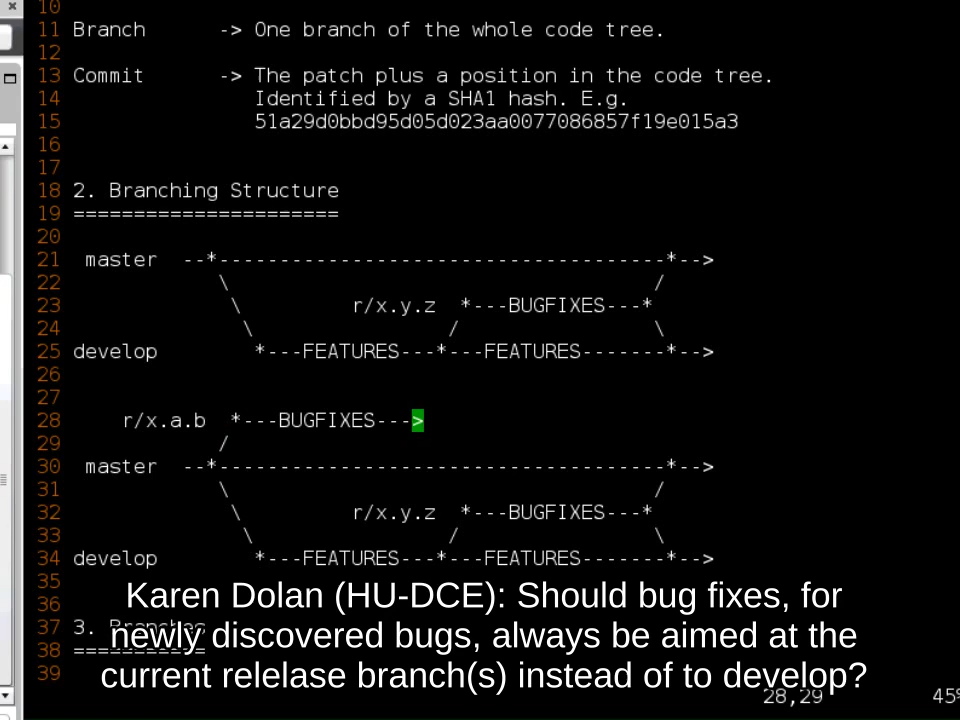 10
11 Branch      -> One branch of the whole code tree.
12
13 Commit      -> The patch plus a position in the code tree.
14                Identified by a SHA1 hash. E.g.
15                51a29d0bbd95d05d023aa0077086857f19e015a3
16
17
18 2. Branching Structure
19 ======================
20
21  master  --*-------------------------------------*-->
22             \                                   /
23              \         r/x.y.z  *---BUGFIXES---*
24               \                /                \
25 develop        *---FEATURES---*---FEATURES-------*-->
26
27
28     r/x.a.b  *---BUGFIXES--->
29             /
30  master  --*-------------------------------------*-->
31             \                                   /
32              \         r/x.y.z  *---BUGFIXES---*
33               \                /                \
34 develop        *---FEATURES---*---FEATURES-------*-->
35
36
37 3. Branches
38 ===========
39
Karen Dolan (HU-DCE): Should bug fixes, for
newly discovered bugs, always be aimed at the
current relelase branch(s) instead of to develop?
28,29         45%